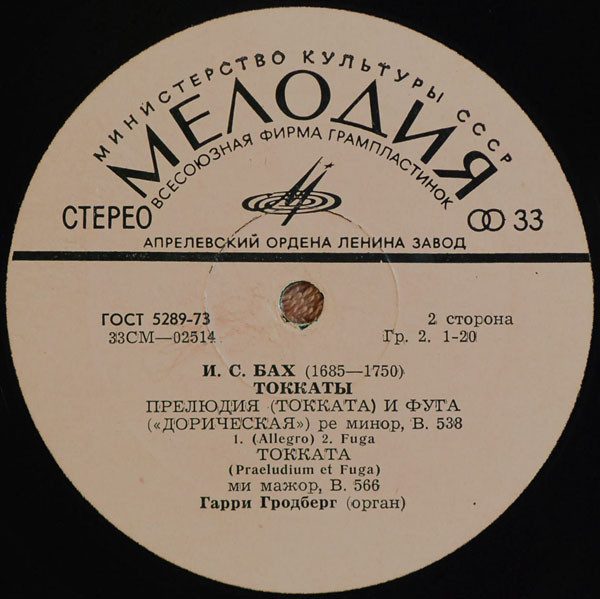 МИНИСТЕРСТВО КУЛЬТУРЫ СССР
МЕЛОДИЯ
ВСЕСОЮЗНАЯ ФИРМА ГРАМПЛАСТИНОК
СТЕРЕО 33
АПРЕЛЕВСКИЙ ОРДЕНА ЛЕНИНА ЗАВОД
ГОСТ 5289-73 2 сторона
33СМ—02514 Гр. 2. 1-20
И. С. БАХ (1685—1750)
ТОККАТЫ
ПРЕЛЮДИЯ (ТОККАТА) И ФУГА
(«ДОРИЧЕСКАЯ») ре минор, В. 538
1. (Allegro) 2. Fuga
ТОККАТА
(Praeludium et Fuga)
ми мажор, В. 566
Гарри Гродберг (орган)